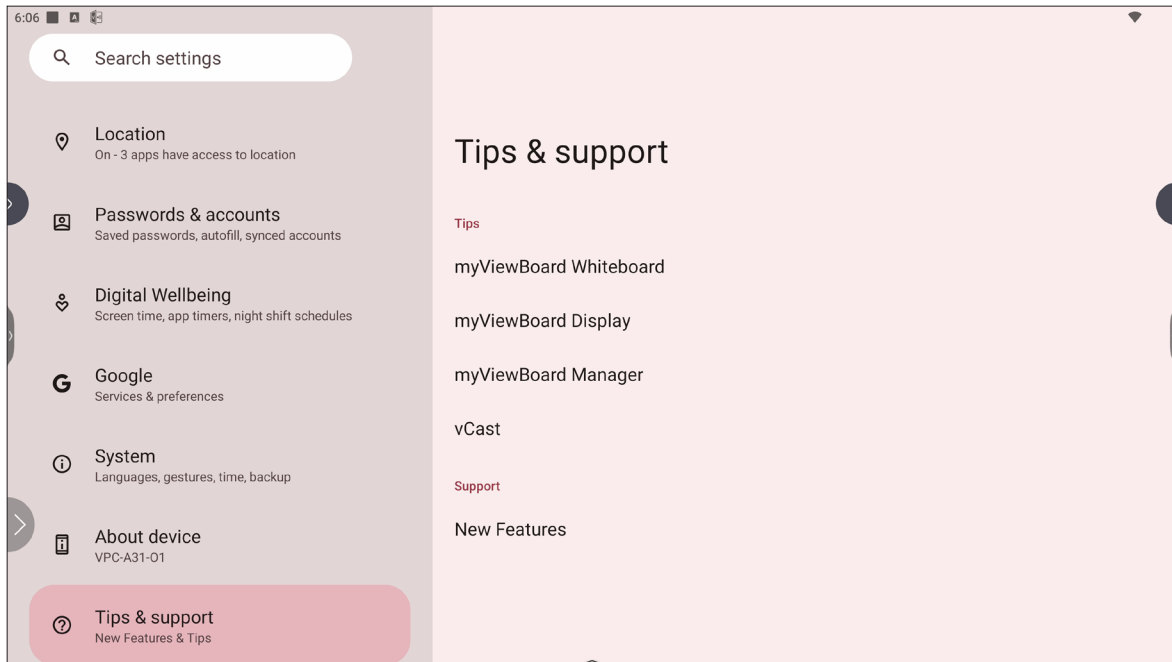 6:06
Search settings
Location
On - 3 apps have access to location
Passwords & accounts
Saved passwords, autofill, synced accounts
Digital Wellbeing
Screen time, app timers, night shift schedules
Google
Services & preferences
System
Languages, gestures, time, backup
About device
VPC-A31-O1
Tips & support
New Features & Tips
Tips & support
Tips
myViewBoard Whiteboard
myViewBoard Display
myViewBoard Manager
vCast
Support
New Features